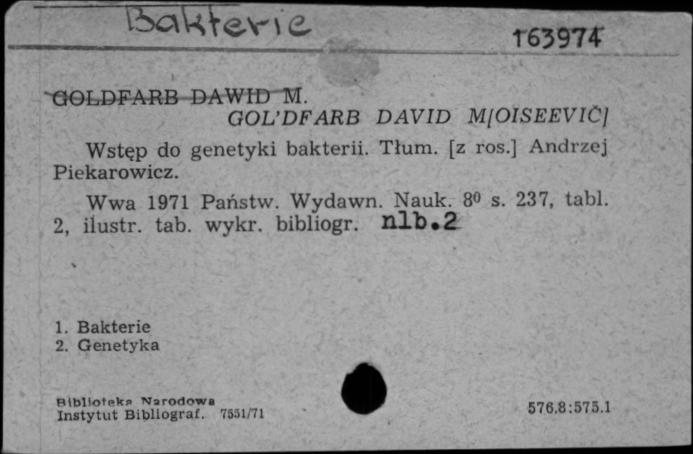 Bakterie
163974
GOLDFARB DAWID M.
GOL'DFARB DAVID M[OISEEVIČ]
Wstęp do genetyki bakterii. Tłum. [z ros.] Andrzej
Piekarowicz.
Wwa 1971 Państw. Wydawn. Nauk. 8⁰ s. 237, tabl.
2, ilustr. tab. wykr. bibliogr. nlb.2
1. Bakterie
2. Genetyka
Biblioteka Narodowa
Instytut Bibliograf. 7551/71
576.8:575.1